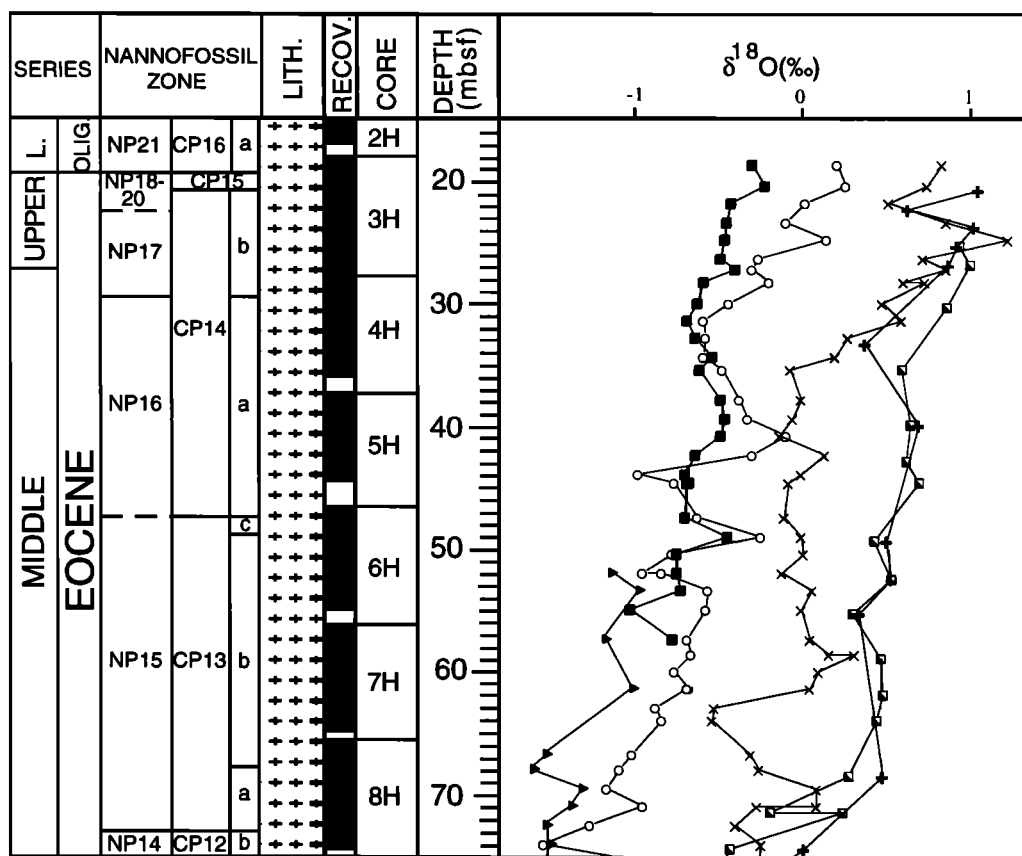 SERIES
NANNOFOSSIL
ZONE
LITH.
RECOV.
CORE
DEPTH
(mbsf)
δ18O(‰)
-1 0 1
L.
OLIG.
NP21 CP16 a
2H
UPPER
NP18-
20
CP15
20
3H
NP17
b
30
4H
CP14
NP16
a
40
5H
MIDDLE
EOCENE
c
50
6H
NP15 CP13 b
60
7H
a
8H
70
NP14 CP12 b